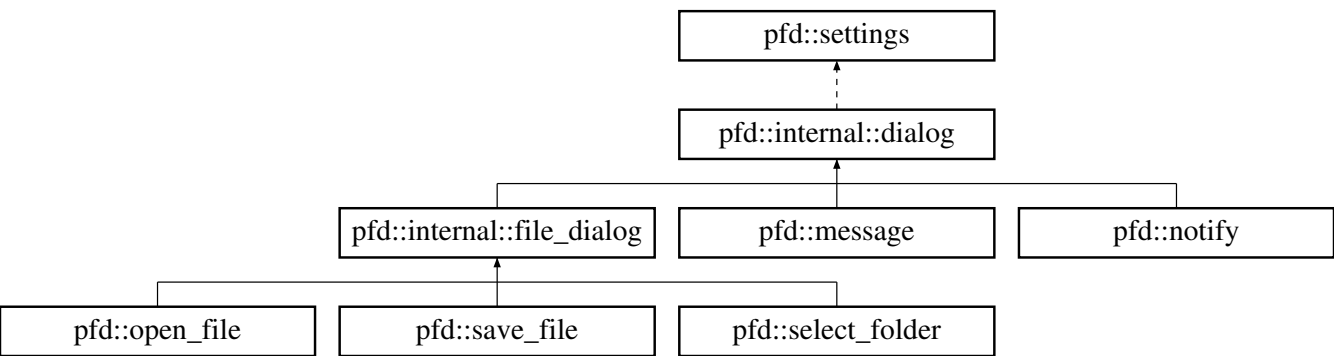 pfd::settings
pfd::internal::dialog
pfd::internal::file_dialog
pfd::message
pfd::notify
pfd::open_file
pfd::save_file
pfd::select_folder